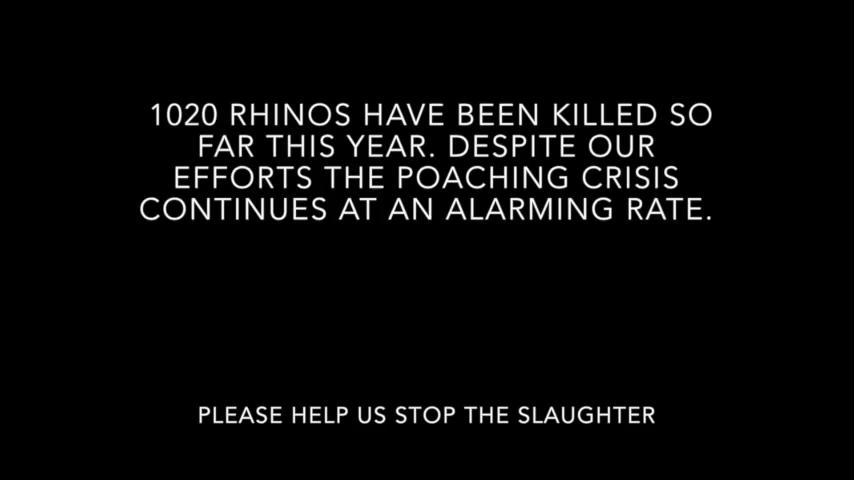 1020 RHINOS HAVE BEEN KILLED SO
FAR THIS YEAR. DESPITE OUR
EFFORTS THE POACHING CRISIS
CONTINUES AT AN ALARMING RATE.
PLEASE HELP US STOP THE SLAUGHTER